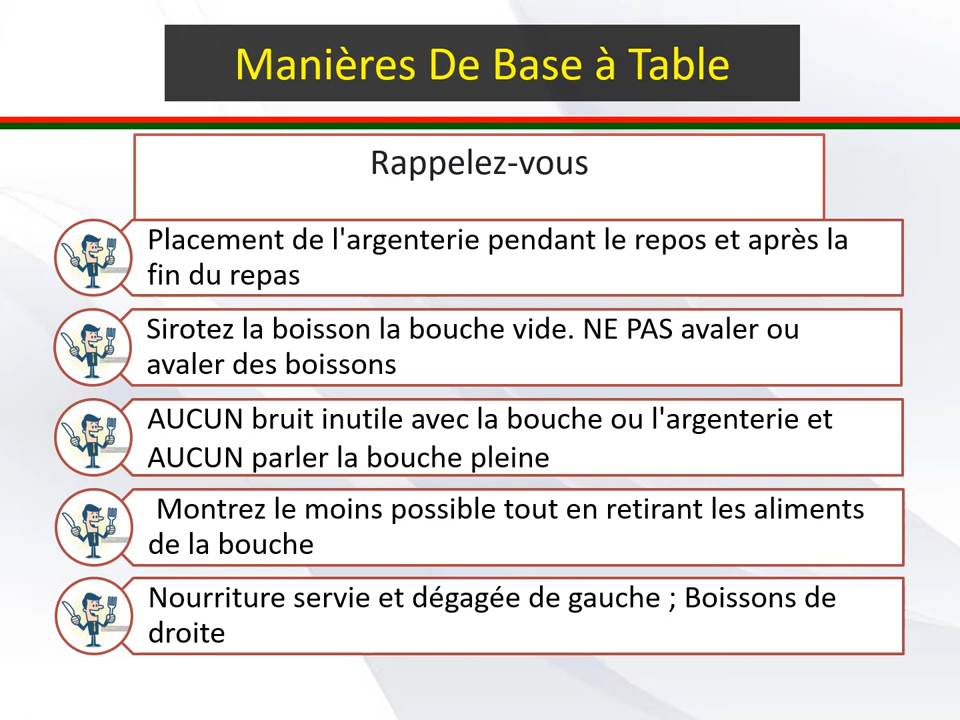 Manières De Base à Table
Rappelez-vous
Placement de l'argenterie pendant le repos et après la
fin du repas
Sirotez la boisson la bouche vide. NE PAS avaler ou
avaler des boissons
AUCUN bruit inutile avec la bouche ou l'argenterie et
AUCUN parler la bouche pleine
Montrez le moins possible tout en retirant les aliments
de la bouche
Nourriture servie et dégagée de gauche ; Boissons de
droite